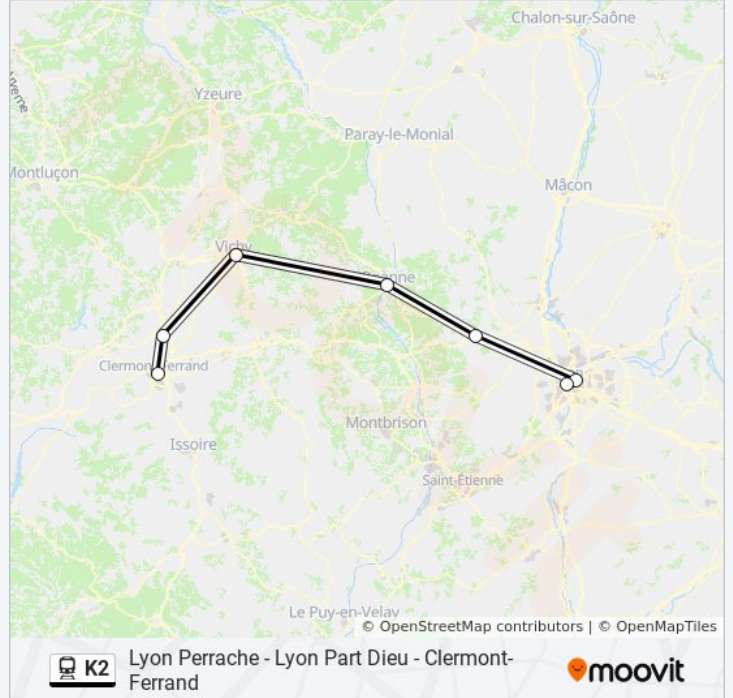 Chalon-sur-Saône
Yzeure
Paray-le-Monial
Montluçon
Mâcon
Vichy
Clermont-Ferrand
Montbrison
Issoire
Saint-Étienne
Le Puy-en-Velay
© OpenStreetMap contributors | © OpenMapTiles
K2
Lyon Perrache - Lyon Part Dieu - Clermont-
Ferrand
moovit